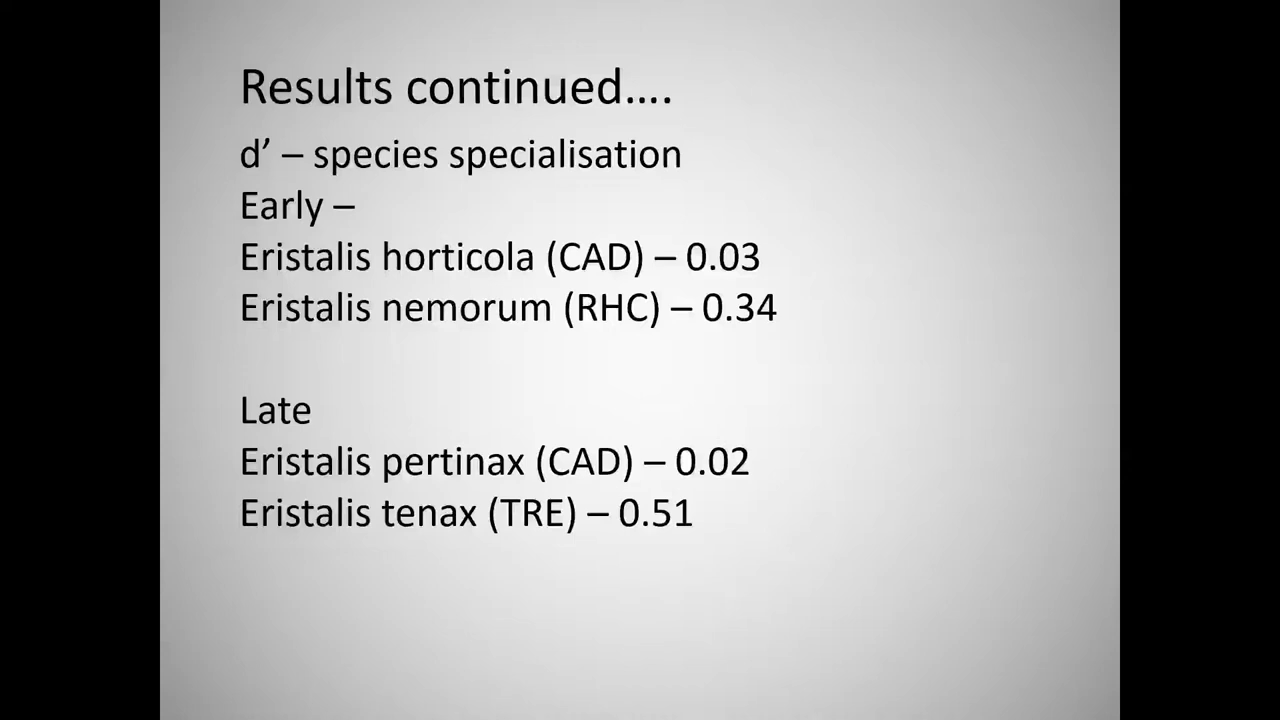 Results continued....
d’ – species specialisation
Early –
Eristalis horticola (CAD) – 0.03
Eristalis nemorum (RHC) – 0.34
Late
Eristalis pertinax (CAD) – 0.02
Eristalis tenax (TRE) – 0.51